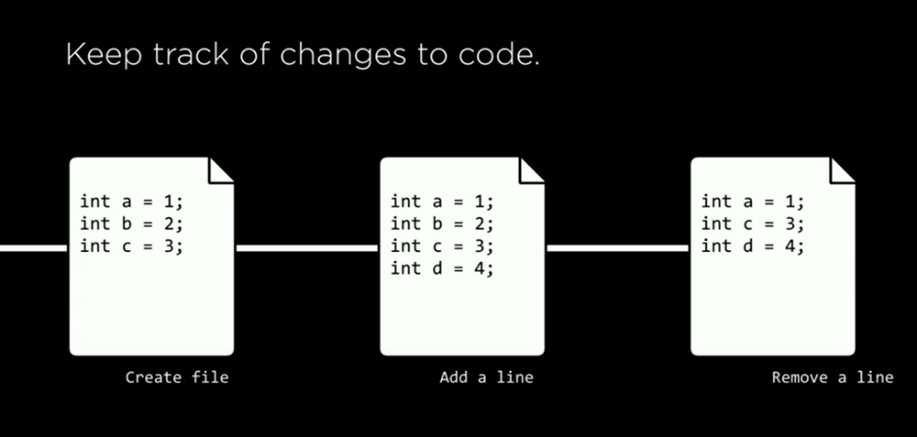 Keep track of changes to code.
int a = 1;
int b = 2;
int c = 3;
Create file
int a = 1;
int b = 2;
int c = 3;
int d = 4;
Add a line
int a = 1;
int c = 3;
int d = 4;
Remove a line